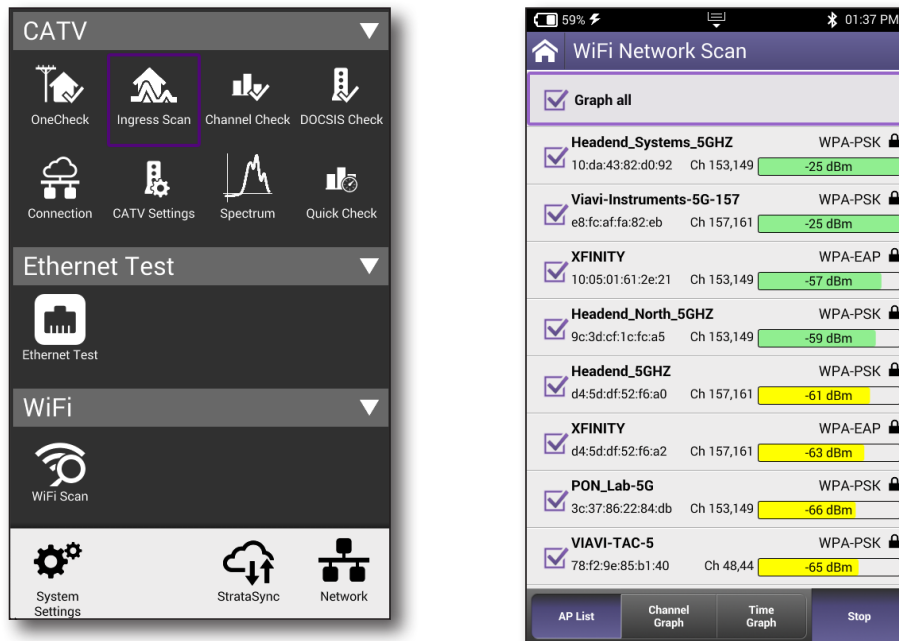 CATV
OneCheck
Ingress Scan
Channel Check
DOCSIS Check
Connection
CATV Settings
Spectrum
Quick Check
Ethernet Test
Ethernet Test
WiFi
WiFi Scan
System
Settings
StrataSync
Network
59%
01:37 PM
WiFi Network Scan
Graph all
Headend_Systems_5GHZ WPA-PSK
10:da:43:82:d0:92 Ch 153,149 -25 dBm
Viavi-Instruments-5G-157 WPA-PSK
e8:fc:af:fa:82:eb Ch 157,161 -25 dBm
XFINITY WPA-EAP
10:05:01:61:2e:21 Ch 153,149 -57 dBm
Headend_North_5GHZ WPA-PSK
9c:3d:cf:1c:fc:a5 Ch 153,149 -59 dBm
Headend_5GHZ WPA-PSK
d4:5d:df:52:f6:a0 Ch 157,161 -61 dBm
XFINITY WPA-EAP
d4:5d:df:52:f6:a2 Ch 157,161 -63 dBm
PON_Lab-5G WPA-PSK
3c:37:86:22:84:db Ch 153,149 -66 dBm
VIAVI-TAC-5 WPA-PSK
78:f2:9e:85:b1:40 Ch 48,44 -65 dBm
AP List
Channel
Graph
Time
Graph
Stop